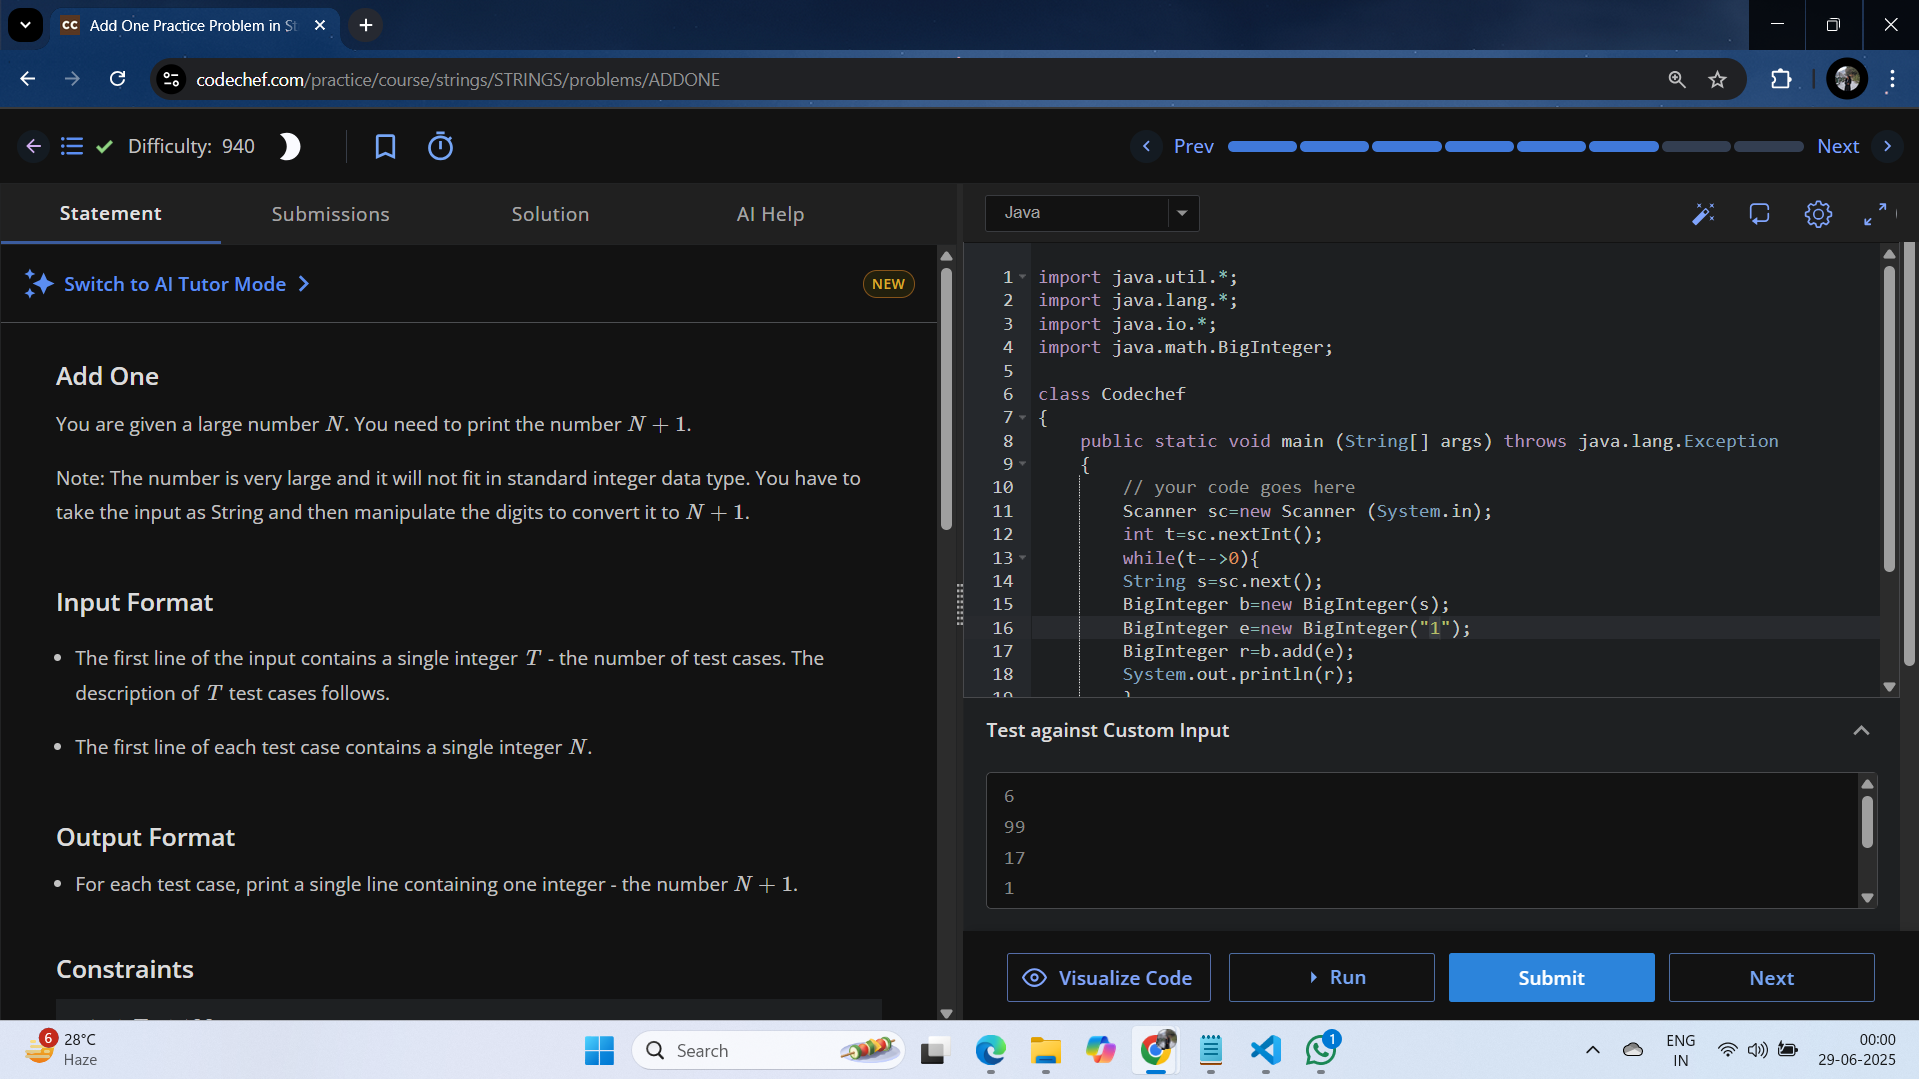 Add One Practice Problem in St
codechef.com/practice/course/strings/STRINGS/problems/ADDONE
Difficulty: 940
Prev
Next
Statement
Submissions
Solution
AI Help
Java
Switch to AI Tutor Mode
NEW
Add One
You are given a large number N. You need to print the number N + 1.
Note: The number is very large and it will not fit in standard integer data type. You have to
take the input as String and then manipulate the digits to convert it to N + 1.
Input Format
• The first line of the input contains a single integer T - the number of test cases. The
description of T test cases follows.
• The first line of each test case contains a single integer N.
Output Format
• For each test case, print a single line containing one integer - the number N + 1.
Constraints
1 import java.util.*;
2 import java.lang.*;
3 import java.io.*;
4 import java.math.BigInteger;
5
6 class Codechef
7 {
8 public static void main (String[] args) throws java.lang.Exception
9 {
10 // your code goes here
11 Scanner sc=new Scanner (System.in);
12 int t=sc.nextInt();
13 while(t-->0){
14 String s=sc.next();
15 BigInteger b=new BigInteger(s);
16 BigInteger e=new BigInteger("1");
17 BigInteger r=b.add(e);
18 System.out.println(r);
Test against Custom Input
6
99
17
1
Visualize Code
Run
Submit
Next
6
28°C
Haze
Search
1
ENG
IN
00:00
29-06-2025